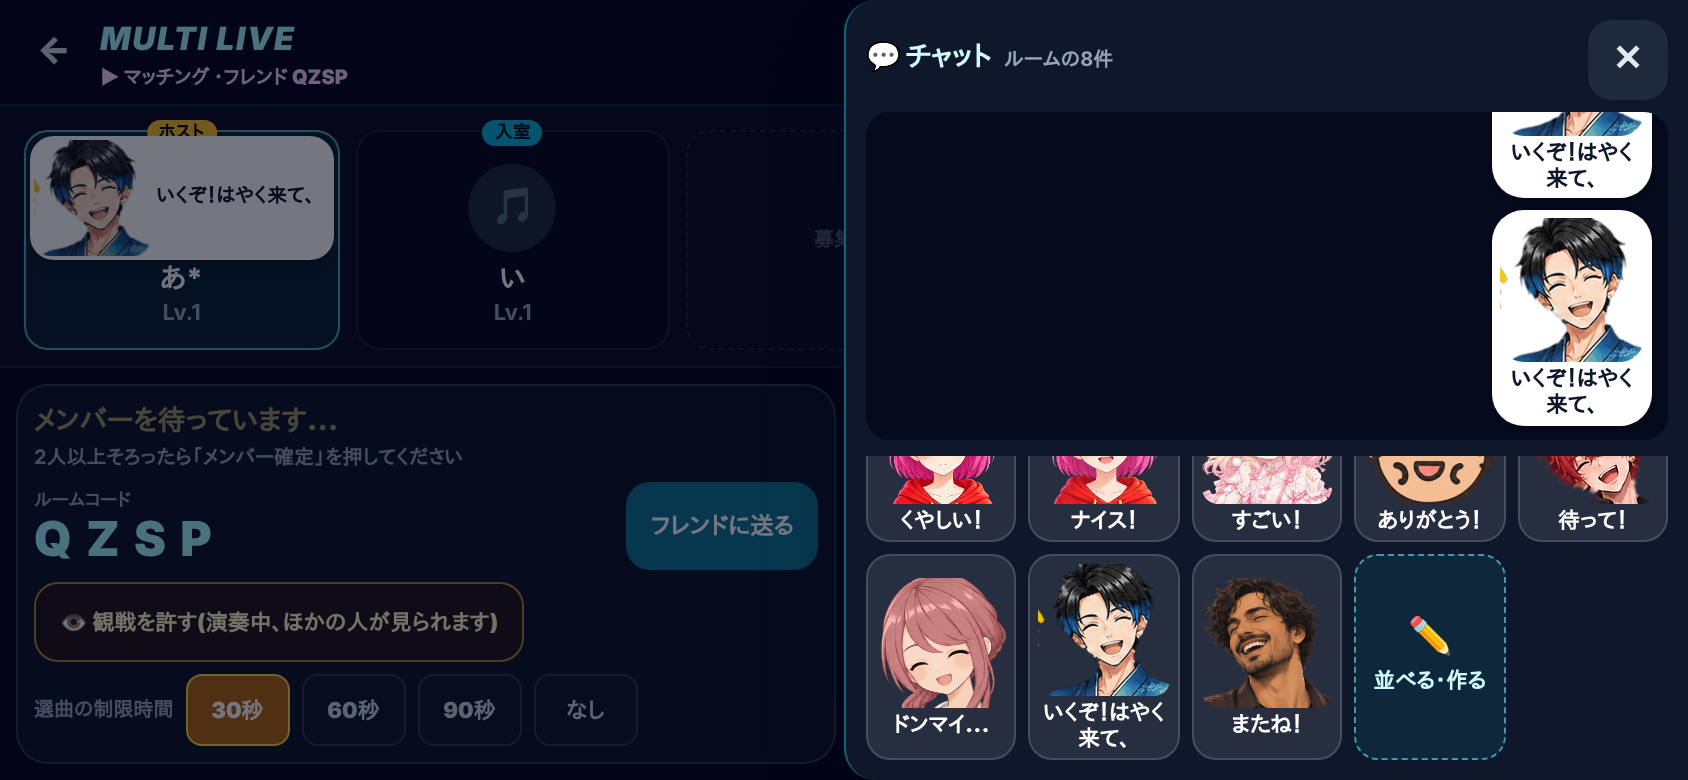 MULTI LIVE
▶ マッチング ・フレンド QZSP
ホスト
いくぞ!はやく来て、
あ*
Lv.1
入室
い
Lv.1
募集
メンバーを待っています...
2人以上そろったら「メンバー確定」を押してください
ルームコード
QZSP
フレンドに送る
観戦を許す(演奏中、ほかの人が見られます)
選曲の制限時間
30秒
60秒
90秒
なし
チャット ルームの8件
いくぞ!はやく
来て、
いくぞ!はやく
来て、
くやしい!
ナイス!
すごい!
ありがとう!
待って!
ドンマイ...
いくぞ!はやく
来て、
またね!
並べる・作る